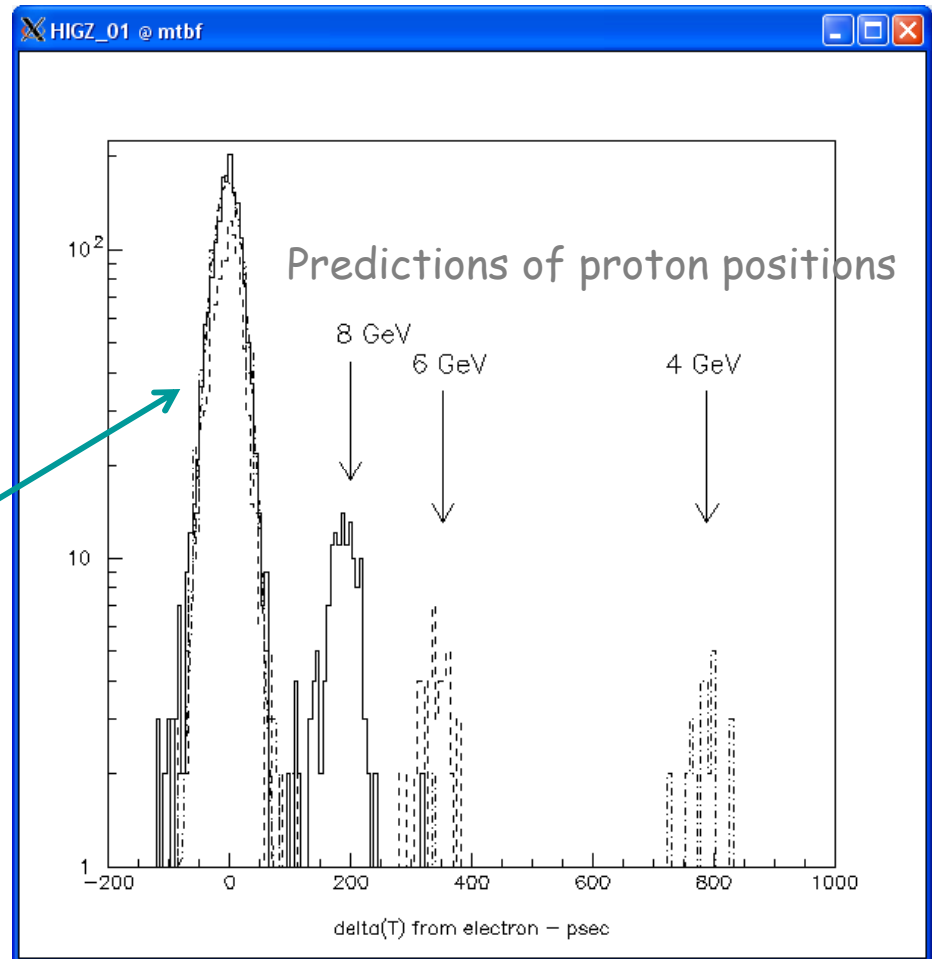 HIGZ_01 @ mtbf
Predictions of proton positions
8 GeV
6 GeV
4 GeV
10²
10
1
−200 0 200 400 600 800 1000
delta(T) from electron − psec